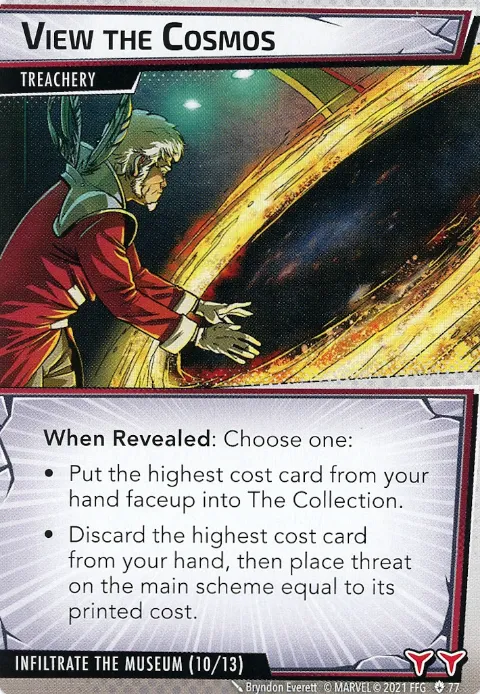 View the Cosmos
TREACHERY
When Revealed: Choose one:
• Put the highest cost card from your
hand faceup into The Collection.
• Discard the highest cost card
from your hand, then place threat
on the main scheme equal to its
printed cost.
INFILTRATE THE MUSEUM (10/13)
Bryndon Everett © MARVEL © 2021 FFG 77